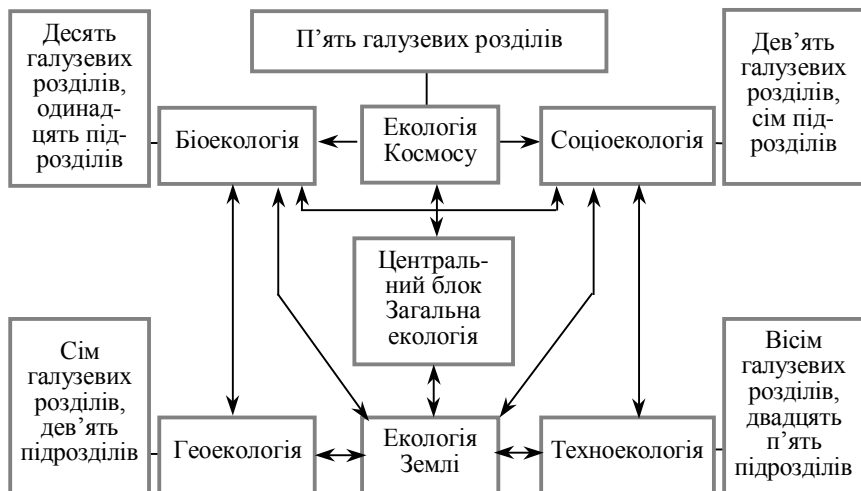 Десять
галузевих
розділів,
одинад-
цять під-
розділів
П’ять галузевих розділів
Дев’ять
галузевих
розділів,
сім під-
розділів
Біоекологія
Екологія
Космосу
Соціоекологія
Централь-
ний блок
Загальна
екологія
Сім
галузевих
розділів,
дев’ять
підрозділів
Вісім
галузевих
розділів,
двадцять
п’ять
підрозділів
Геоекологія
Екологія
Землі
Техноекологія